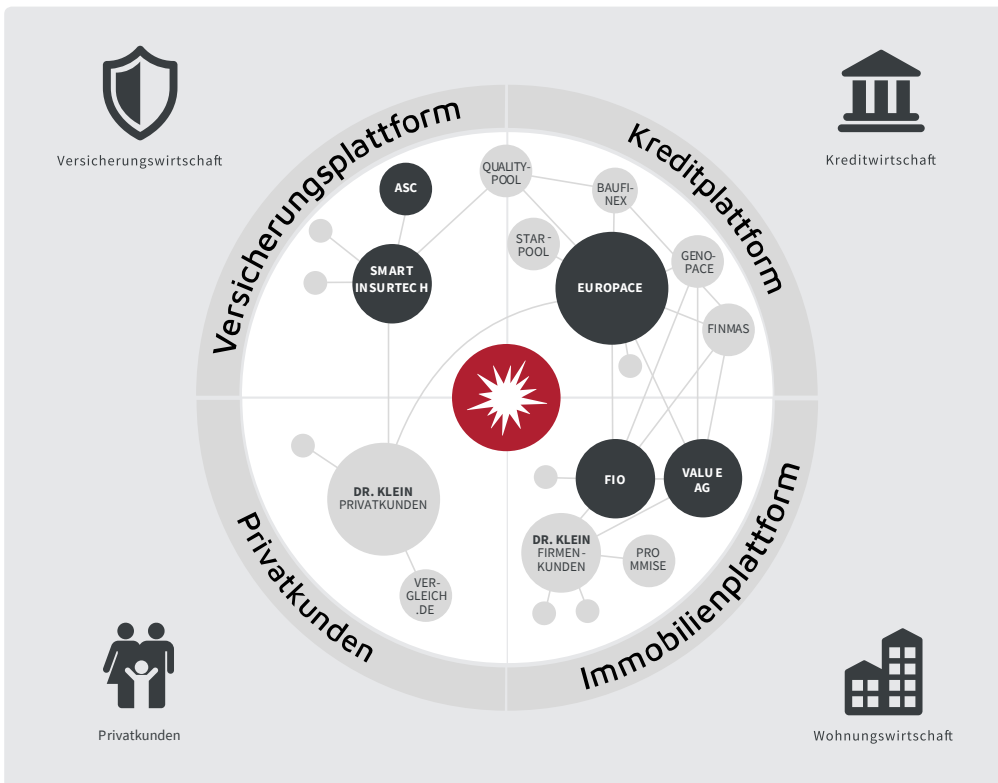 Versicherungswirtschaft
Kreditwirtschaft
Versicherungsplattform
Kreditplattform
ASC
QUALITY-
POOL
BAUFI-
NEX
STAR-
POOL
GENO-
PACE
SMART
INSURTECH
EUROPACE
FINMAS
FIO
VALUE
AG
DR. KLEIN
PRIVATKUNDEN
DR. KLEIN
FIRMEN-
KUNDEN
PRO
MMISE
VER-
GLEICH
.DE
Privatkunden
Immobilienplattform
Privatkunden
Wohnungswirtschaft